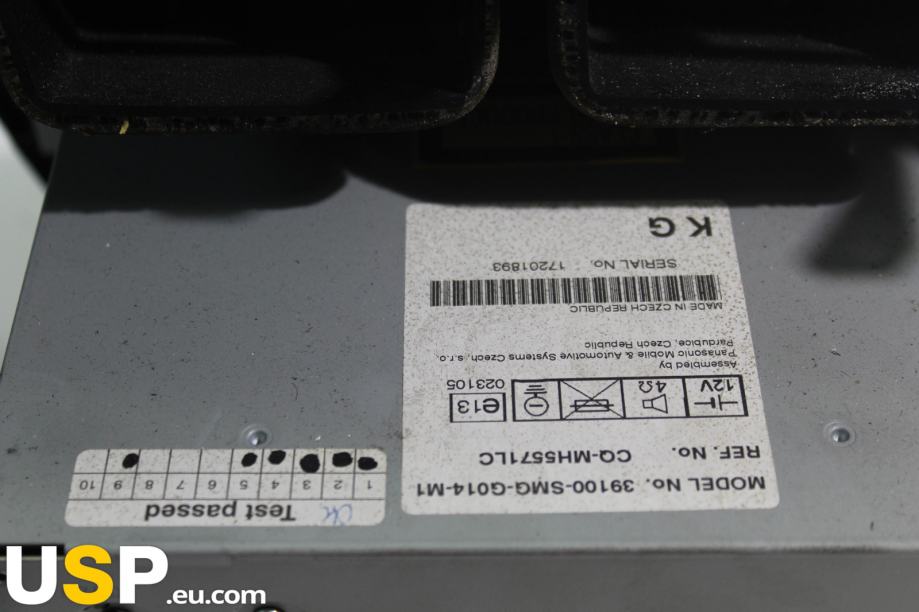 MODEL No. 39100-SMG-G014-M1
REF. No. CQ-MH5571LC
12V 4Ω e13
023105
Assembled by
Panasonic Mobile & Automotive Systems Czech, s.r.o.
Pardubice, Czech Republic
MADE IN CZECH REPUBLIC
SERIAL No. 17201893
K G
Test passed
1 2 3 4 5 6 7 8 9 10
USP.eu.com